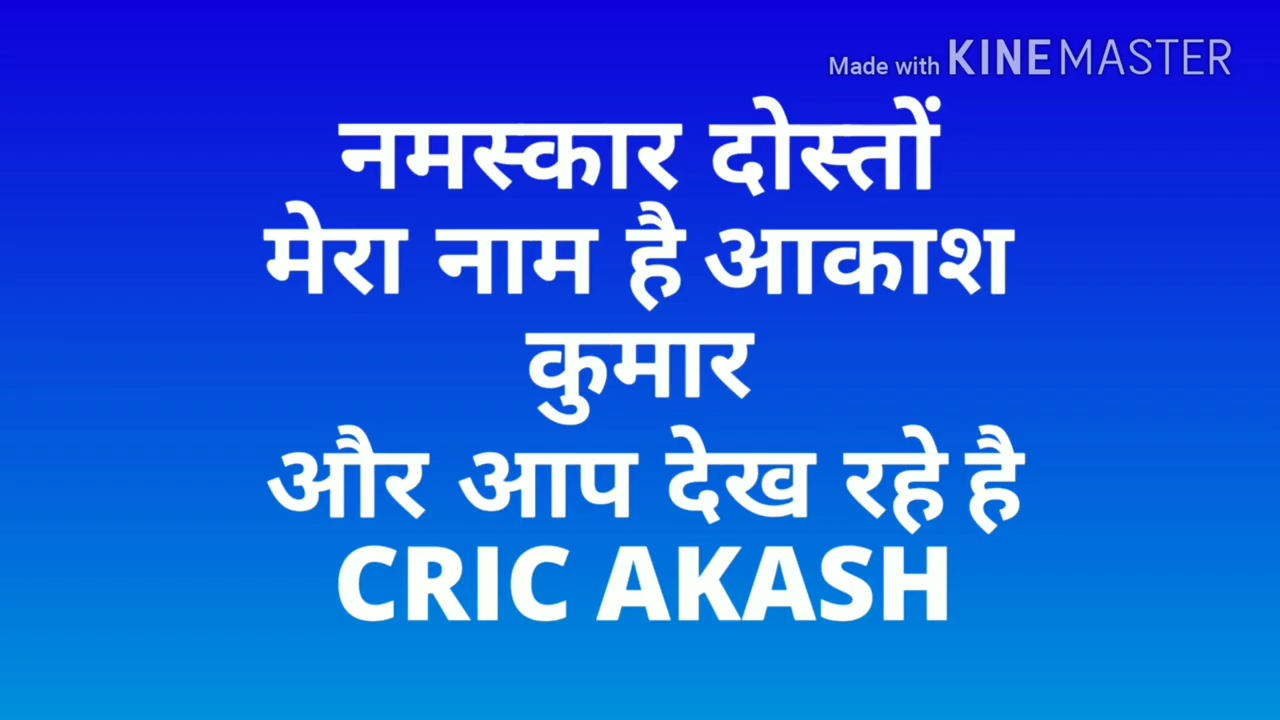 Made with KINEMASTER
नमस्कार दोस्तों
मेरा नाम है आकाश
कुमार
और आप देख रहे है
CRIC AKASH